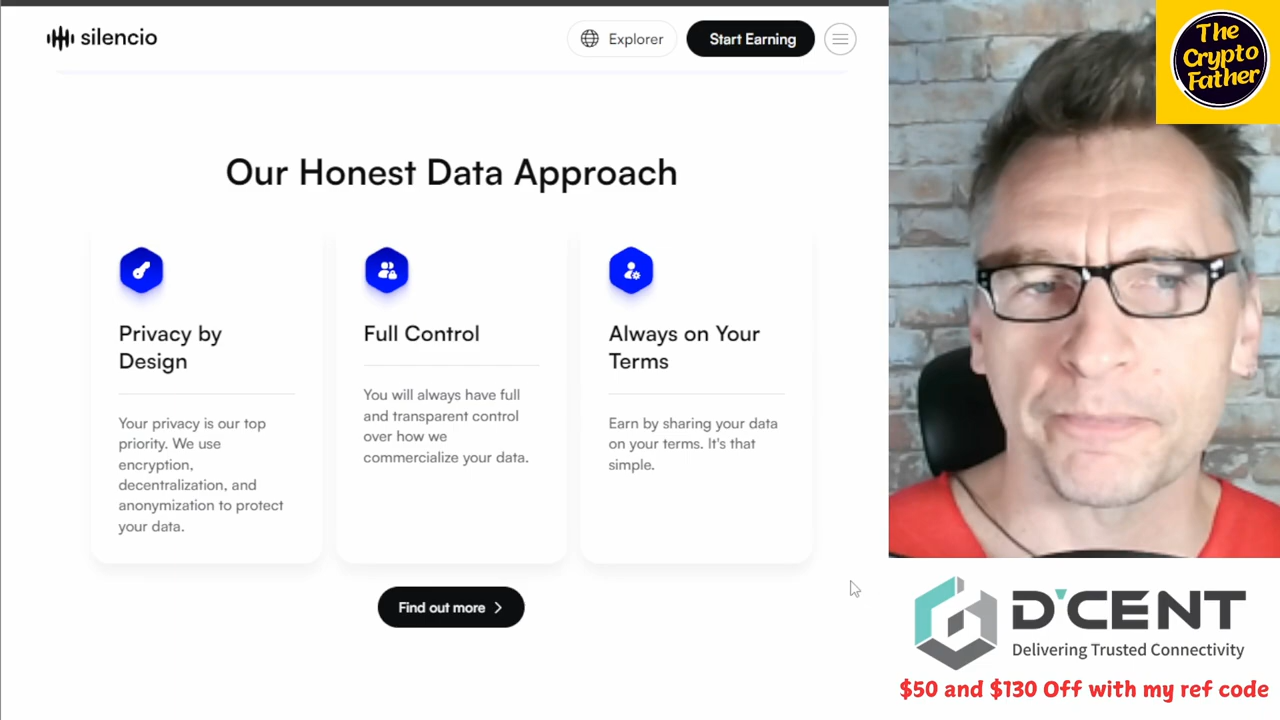 silencio
Explorer
Start Earning
Our Honest Data Approach
Privacy by
Design
Your privacy is our top
priority. We use
encryption,
decentralization, and
anonymization to protect
your data.
Full Control
You will always have full
and transparent control
over how we
commercialize your data.
Always on Your
Terms
Earn by sharing your data
on your terms. It's that
simple.
Find out more
The
Crypto
Father
D'CENT
Delivering Trusted Connectivity
$50 and $130 Off with my ref code